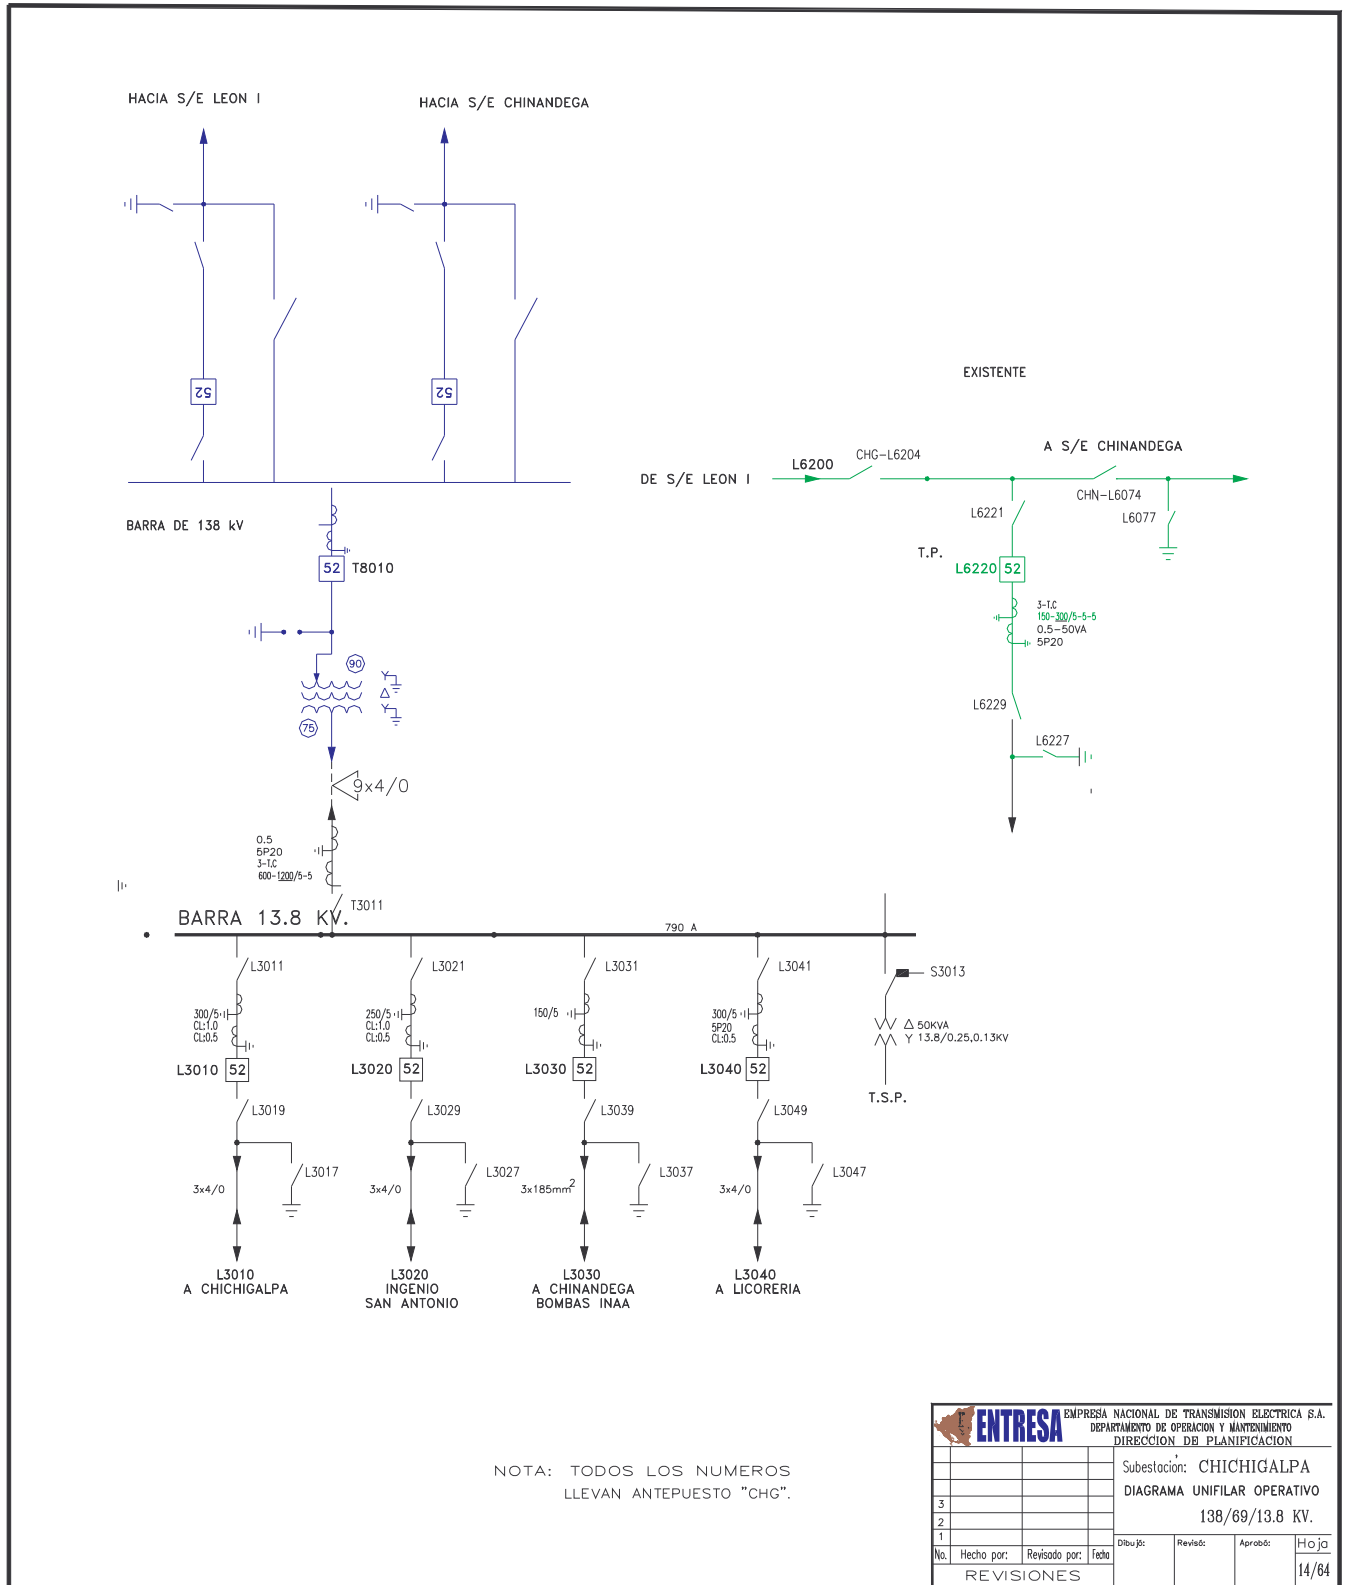 HACIA S/E LEON I
HACIA S/E CHINANDEGA
52
52
BARRA DE 138 kV
52 T8010
90
75
9x4/0
0.5
5P20
3-T.C
600-1200/5-5
T3011
BARRA 13.8 KV.
790 A
EXISTENTE
A S/E CHINANDEGA
DE S/E LEON I
L6200
CHG-L6204
CHN-L6074
L6077
L6221
T.P.
L6220 52
3-T.C
150-300/5-5-5
0.5-50VA
5P20
L6229
L6227
L3011
300/5
CL:1.0
CL:0.5
L3010 52
L3019
L3017
3x4/0
L3010
A CHICHIGALPA
L3021
250/5
CL:1.0
CL:0.5
L3020 52
L3029
L3027
3x4/0
L3020
INGENIO
SAN ANTONIO
L3031
150/5
L3030 52
L3039
L3037
3x185mm²
L3030
A CHINANDEGA
BOMBAS INAA
L3041
300/5
5P20
CL:0.5
L3040 52
L3049
L3047
3x4/0
L3040
A LICORERIA
S3013
Δ 50KVA
Y 13.8/0.25,0.13KV
T.S.P.
NOTA: TODOS LOS NUMEROS
LLEVAN ANTEPUESTO "CHG".
ENTRESA
EMPRESA NACIONAL DE TRANSMISION ELECTRICA S.A.
DEPARTAMENTO DE OPERACION Y MANTENIMIENTO
DIRECCION DE PLANIFICACION
Subestación: CHICHIGALPA
DIAGRAMA UNIFILAR OPERATIVO
138/69/13.8 KV.
3
2
1
No. Hecho por: Revisado por: Fecha
REVISIONES
Dibujó: Revisó: Aprobó: Hoja
14/64